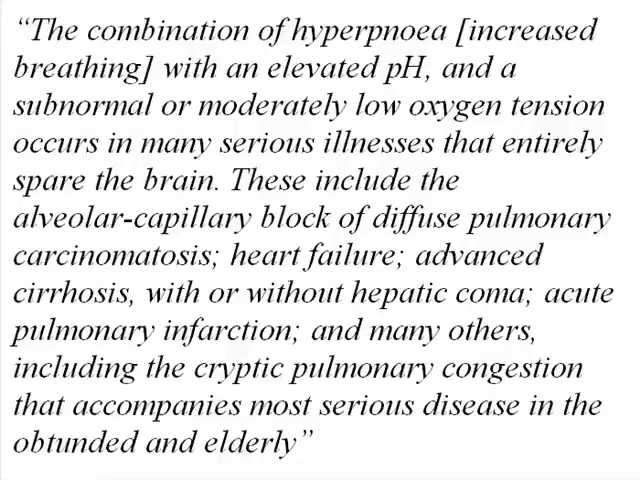 “The combination of hyperpnoea [increased
breathing] with an elevated pH, and a
subnormal or moderately low oxygen tension
occurs in many serious illnesses that entirely
spare the brain. These include the
alveolar-capillary block of diffuse pulmonary
carcinomatosis; heart failure; advanced
cirrhosis, with or without hepatic coma; acute
pulmonary infarction; and many others,
including the cryptic pulmonary congestion
that accompanies most serious disease in the
obtunded and elderly”